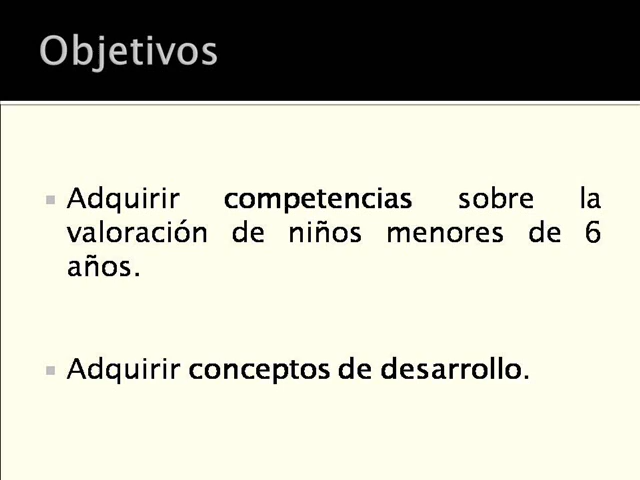 Objetivos
Adquirir competencias sobre la
valoración de niños menores de 6
años.
Adquirir conceptos de desarrollo.